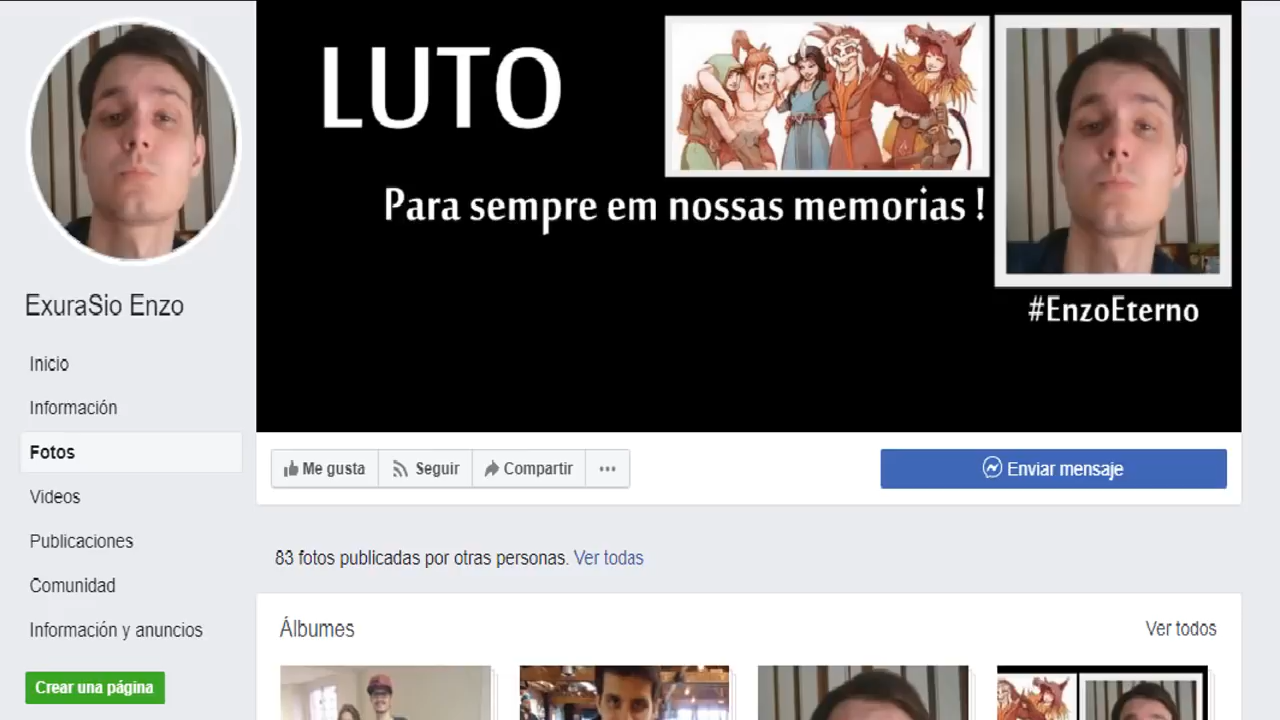 LUTO
Para sempre em nossas memorias !
#EnzoEterno
ExuraSio Enzo
Inicio
Información
Fotos
Videos
Publicaciones
Comunidad
Información y anuncios
Crear una página
Me gusta
Seguir
Compartir
...
Enviar mensaje
83 fotos publicadas por otras personas. Ver todas
Álbumes
Ver todos